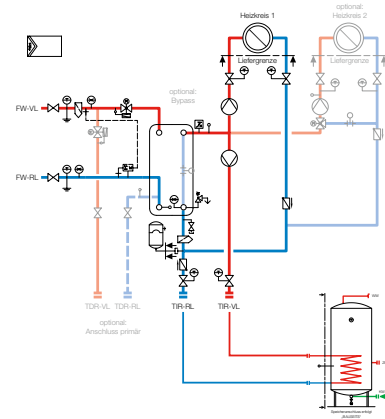 Heizkreis 1
optional:
Heizkreis 2
Liefergrenze
Liefergrenze
optional:
Bypass
FW-VL
FW-RL
TDR-VL
TDR-RL
TIR-RL
TIR-VL
optional:
Anschluss primär